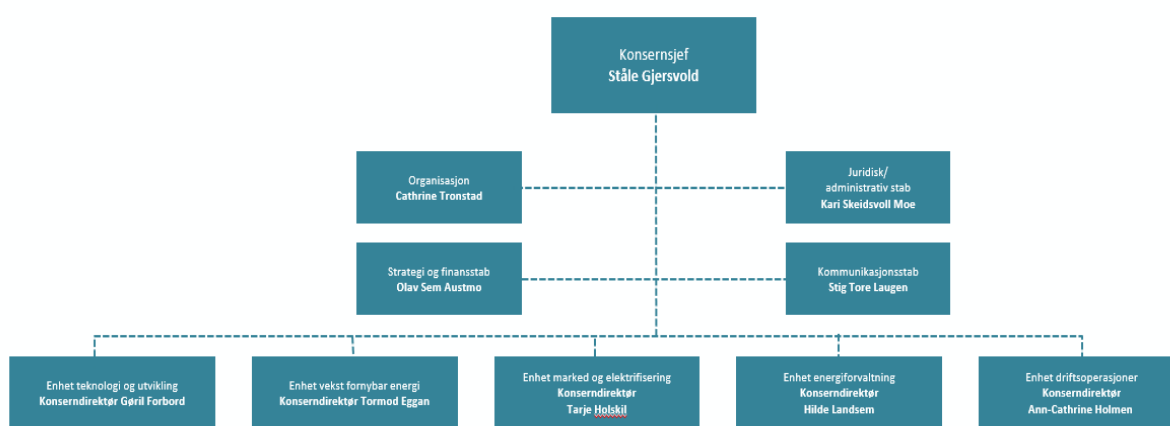 Konsernsjef
Ståle Gjersvold
Organisasjon
Cathrine Tronstad
Juridisk/
administrativ stab
Kari Skeidsvoll Moe
Strategi og finansstab
Olav Sem Austmo
Kommunikasjonsstab
Stig Tore Laugen
Enhet teknologi og utvikling
Konserndirektør Gøril Forbord
Enhet vekst fornybar energi
Konserndirektør Tormod Eggan
Enhet marked og elektrifisering
Konserndirektør
Tarje Holskil
Enhet energiforvaltning
Konserndirektør
Hilde Landsem
Enhet driftsoperasjoner
Konserndirektør
Ann-Cathrine Holmen